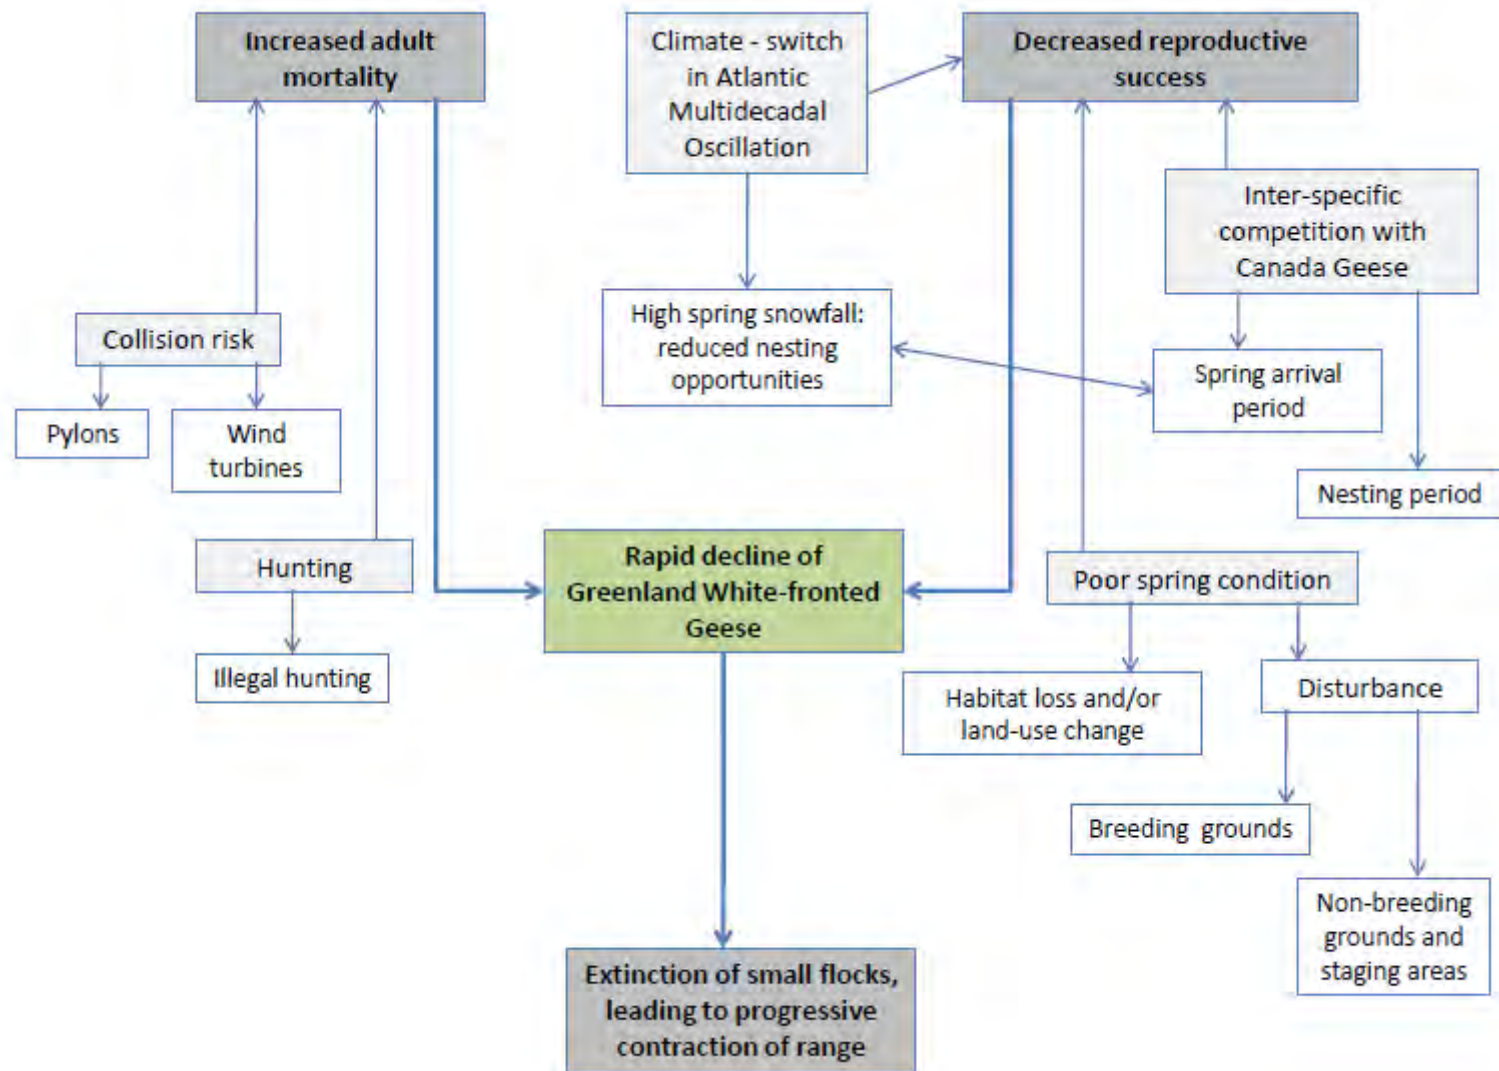 Increased adult
mortality
Climate - switch
in Atlantic
Multidecadal
Oscillation
Decreased reproductive
success
Inter-specific
competition with
Canada Geese
High spring snowfall:
reduced nesting
opportunities
Collision risk
Spring arrival
period
Pylons
Wind
turbines
Nesting period
Hunting
Rapid decline of
Greenland White-fronted
Geese
Poor spring condition
Illegal hunting
Habitat loss and/or
land-use change
Disturbance
Breeding grounds
Non-breeding
grounds and
staging areas
Extinction of small flocks,
leading to progressive
contraction of range